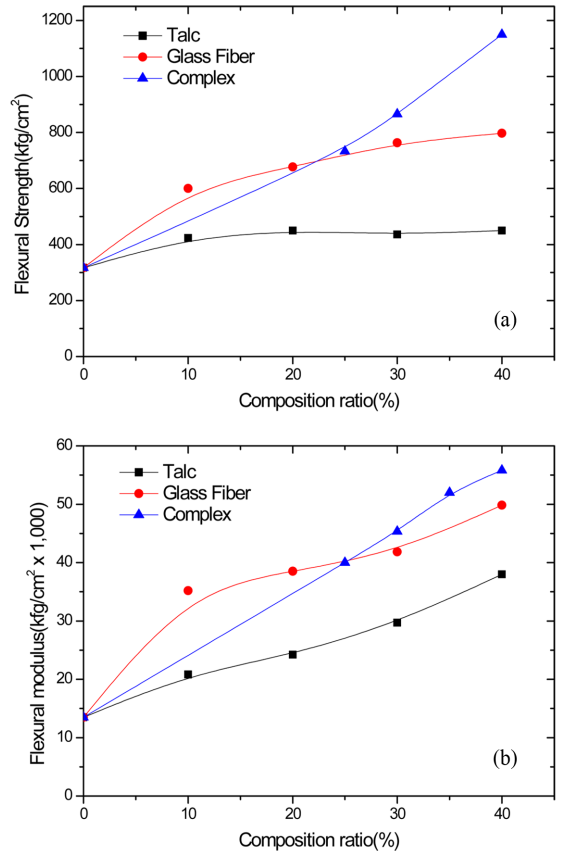 Talc
Glass Fiber
Complex
1200
1000
800
600
400
200
0
Flexural Strength(kfg/cm²)
(a)
0 10 20 30 40
Composition ratio(%)
Talc
Glass Fiber
Complex
60
50
40
30
20
10
0
Flexural modulus(kfg/cm² x 1,000)
(b)
0 10 20 30 40
Composition ratio(%)